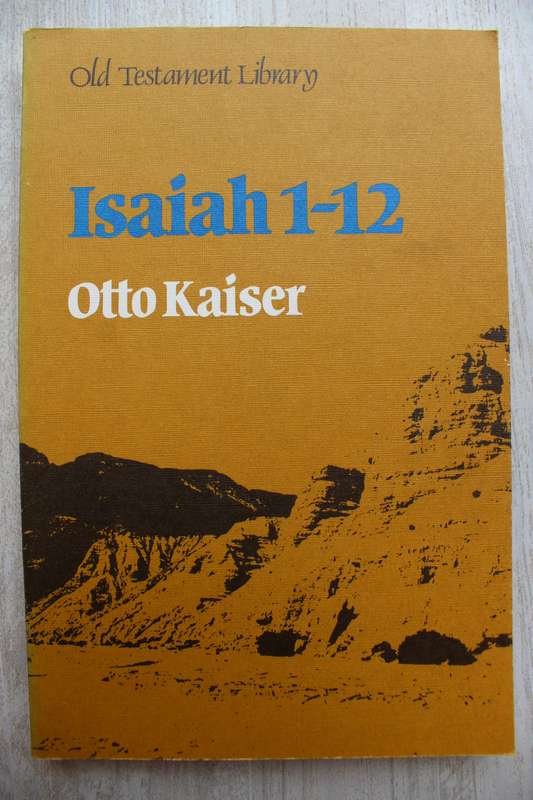 Old Testament Library
Isaiah 1-12
Otto Kaiser